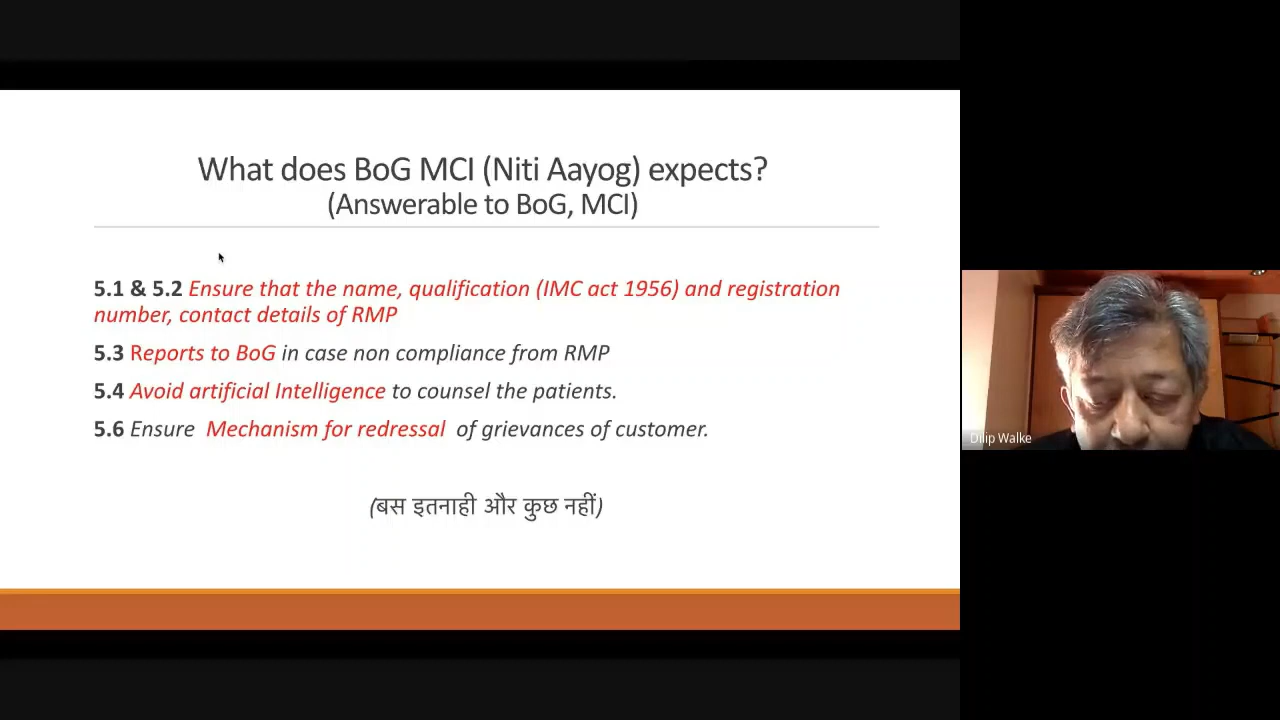 What does BoG MCI (Niti Aayog) expects?
(Answerable to BoG, MCI)
5.1 & 5.2 Ensure that the name, qualification (IMC act 1956) and registration
number, contact details of RMP
5.3 Reports to BoG in case non compliance from RMP
5.4 Avoid artificial Intelligence to counsel the patients.
5.6 Ensure Mechanism for redressal of grievances of customer.
(बस इतनाही और कुछ नहीं)
Dilip Walke